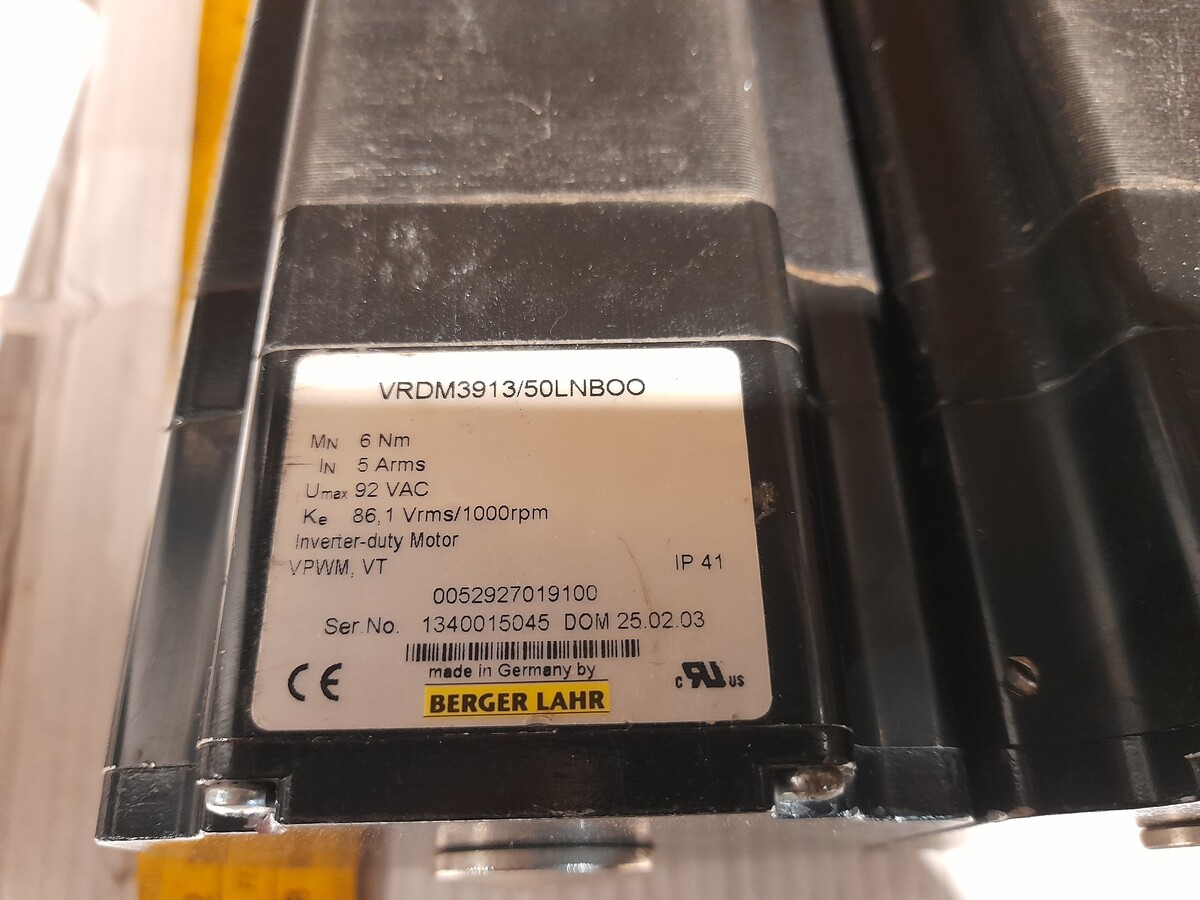 VRDM3913/50LNBOO
MN 6 Nm
IN 5 Arms
Umax 92 VAC
Ke 86,1 Vrms/1000rpm
Inverter-duty Motor
VPWM, VT IP 41
0052927019100
Ser.No. 1340015045 DOM 25.02.03
made in Germany by
CE BERGER LAHR c RU US